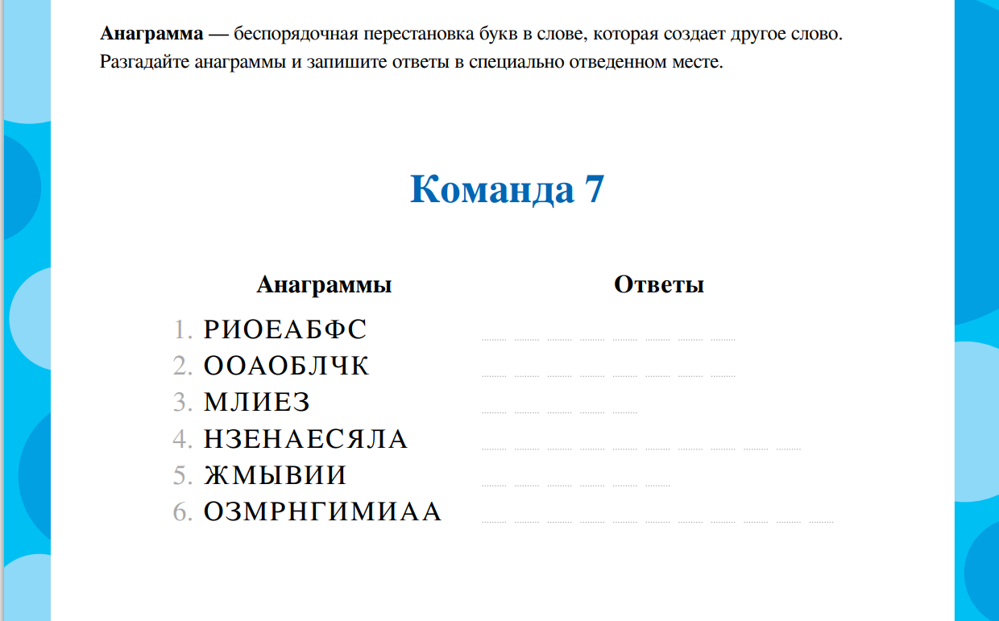 Анаграмма — беспорядочная перестановка букв в слове, которая создает другое слово.
Разгадайте анаграммы и запишите ответы в специально отведенном месте.
Команда 7
Анаграммы Ответы
1. РИОЕАБФС
2. ООАОБЛЧК
3. МЛИЕЗ
4. НЗЕНАЕСЯЛА
5. ЖМЫВИИ
6. ОЗМРНГИМИАА